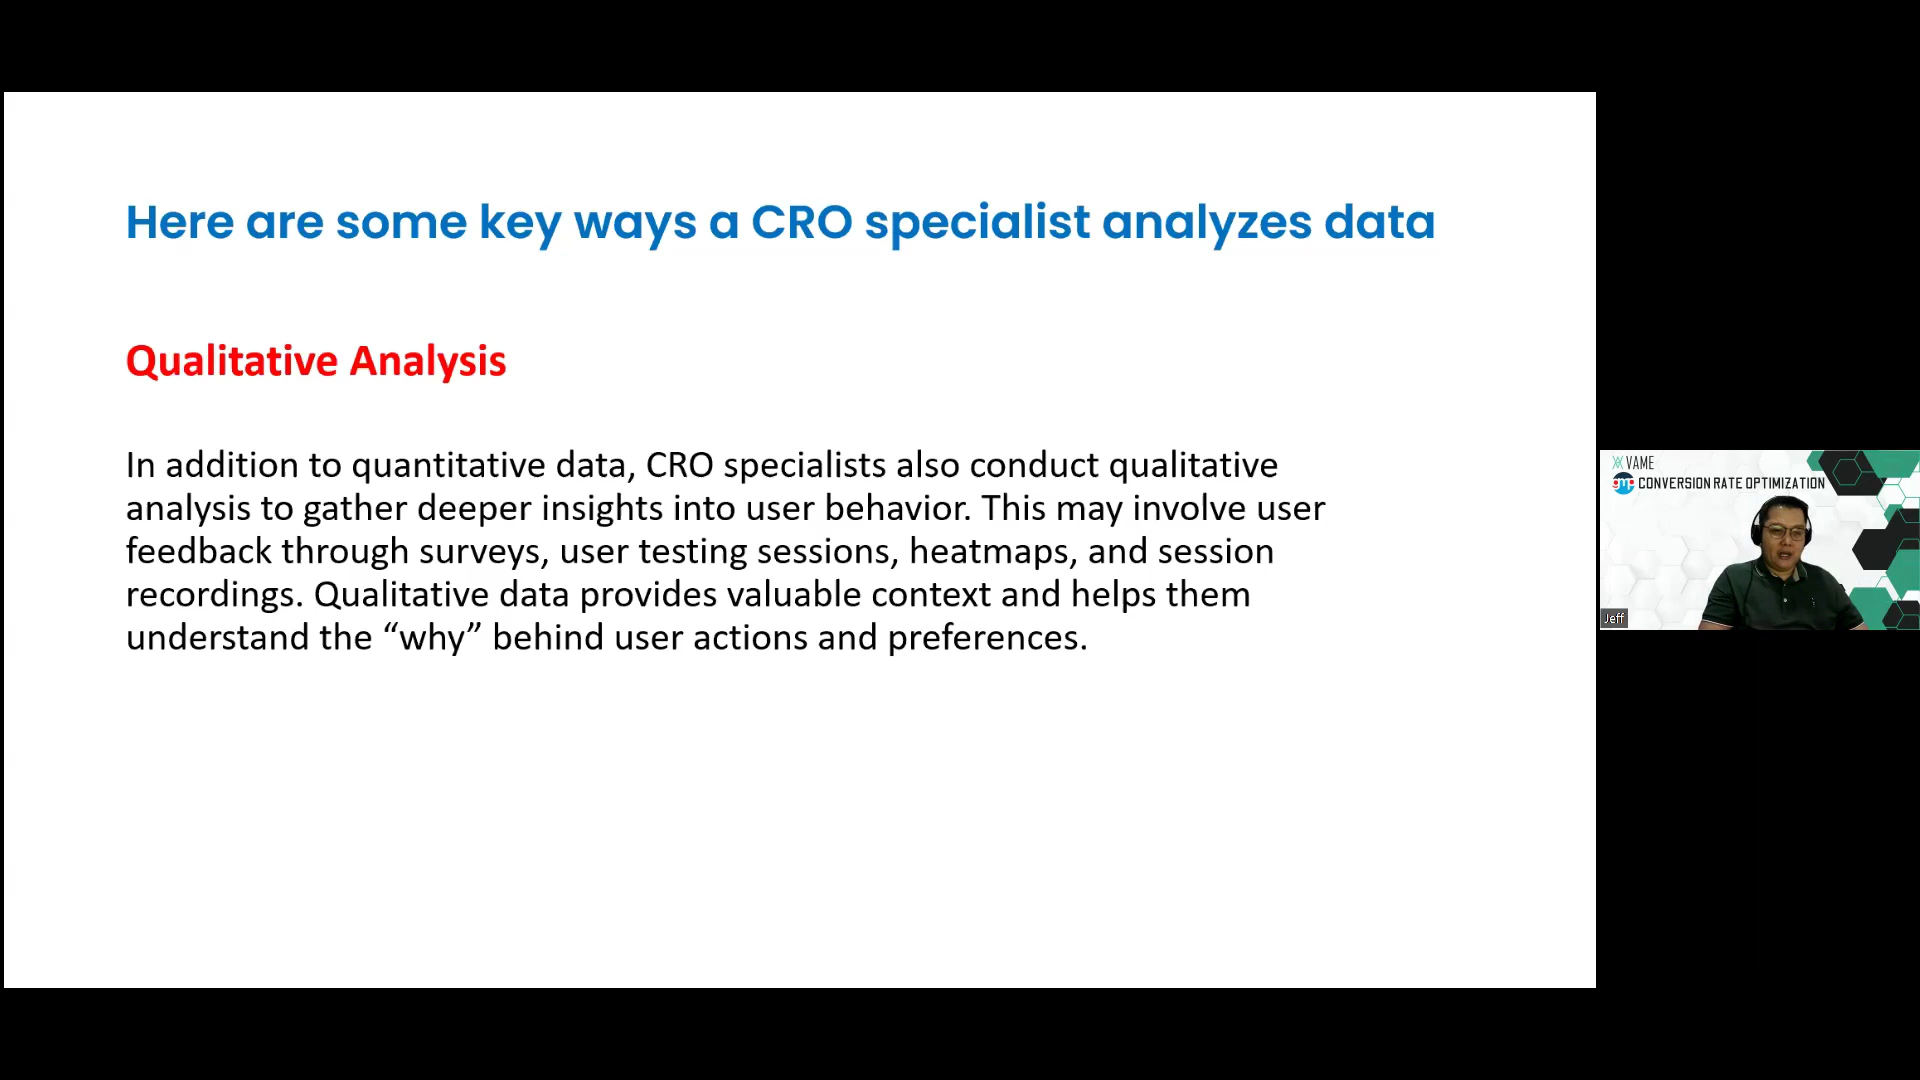 Here are some key ways a CRO specialist analyzes data
Qualitative Analysis
In addition to quantitative data, CRO specialists also conduct qualitative
analysis to gather deeper insights into user behavior. This may involve user
feedback through surveys, user testing sessions, heatmaps, and session
recordings. Qualitative data provides valuable context and helps them
understand the “why” behind user actions and preferences.
VAME
gmp CONVERSION RATE OPTIMIZATION
Jeff